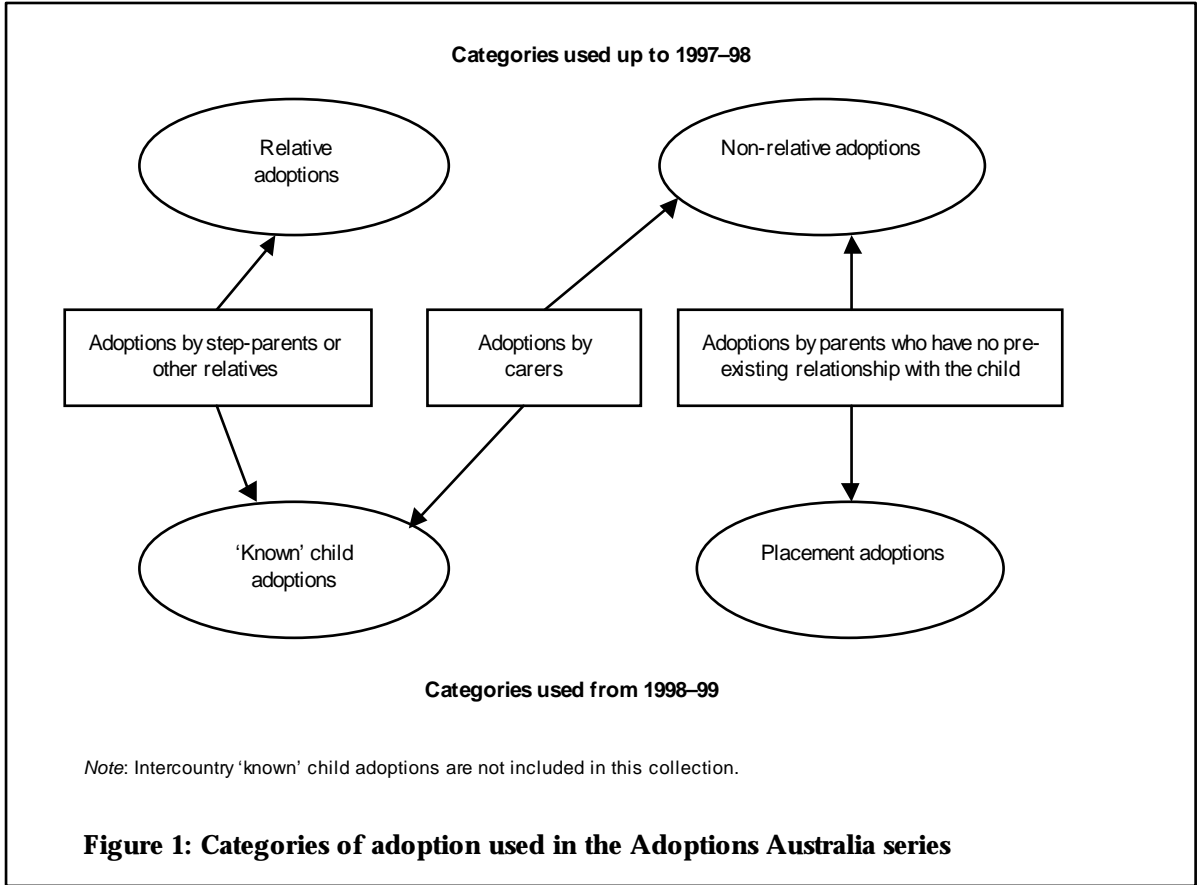 Categories used up to 1997–98
Relative
adoptions
Non-relative adoptions
Adoptions by step-parents or
other relatives
Adoptions by
carers
Adoptions by parents who have no pre-
existing relationship with the child
‘Known’ child
adoptions
Placement adoptions
Categories used from 1998–99
Note: Intercountry ‘known’ child adoptions are not included in this collection.
Figure 1: Categories of adoption used in the Adoptions Australia series